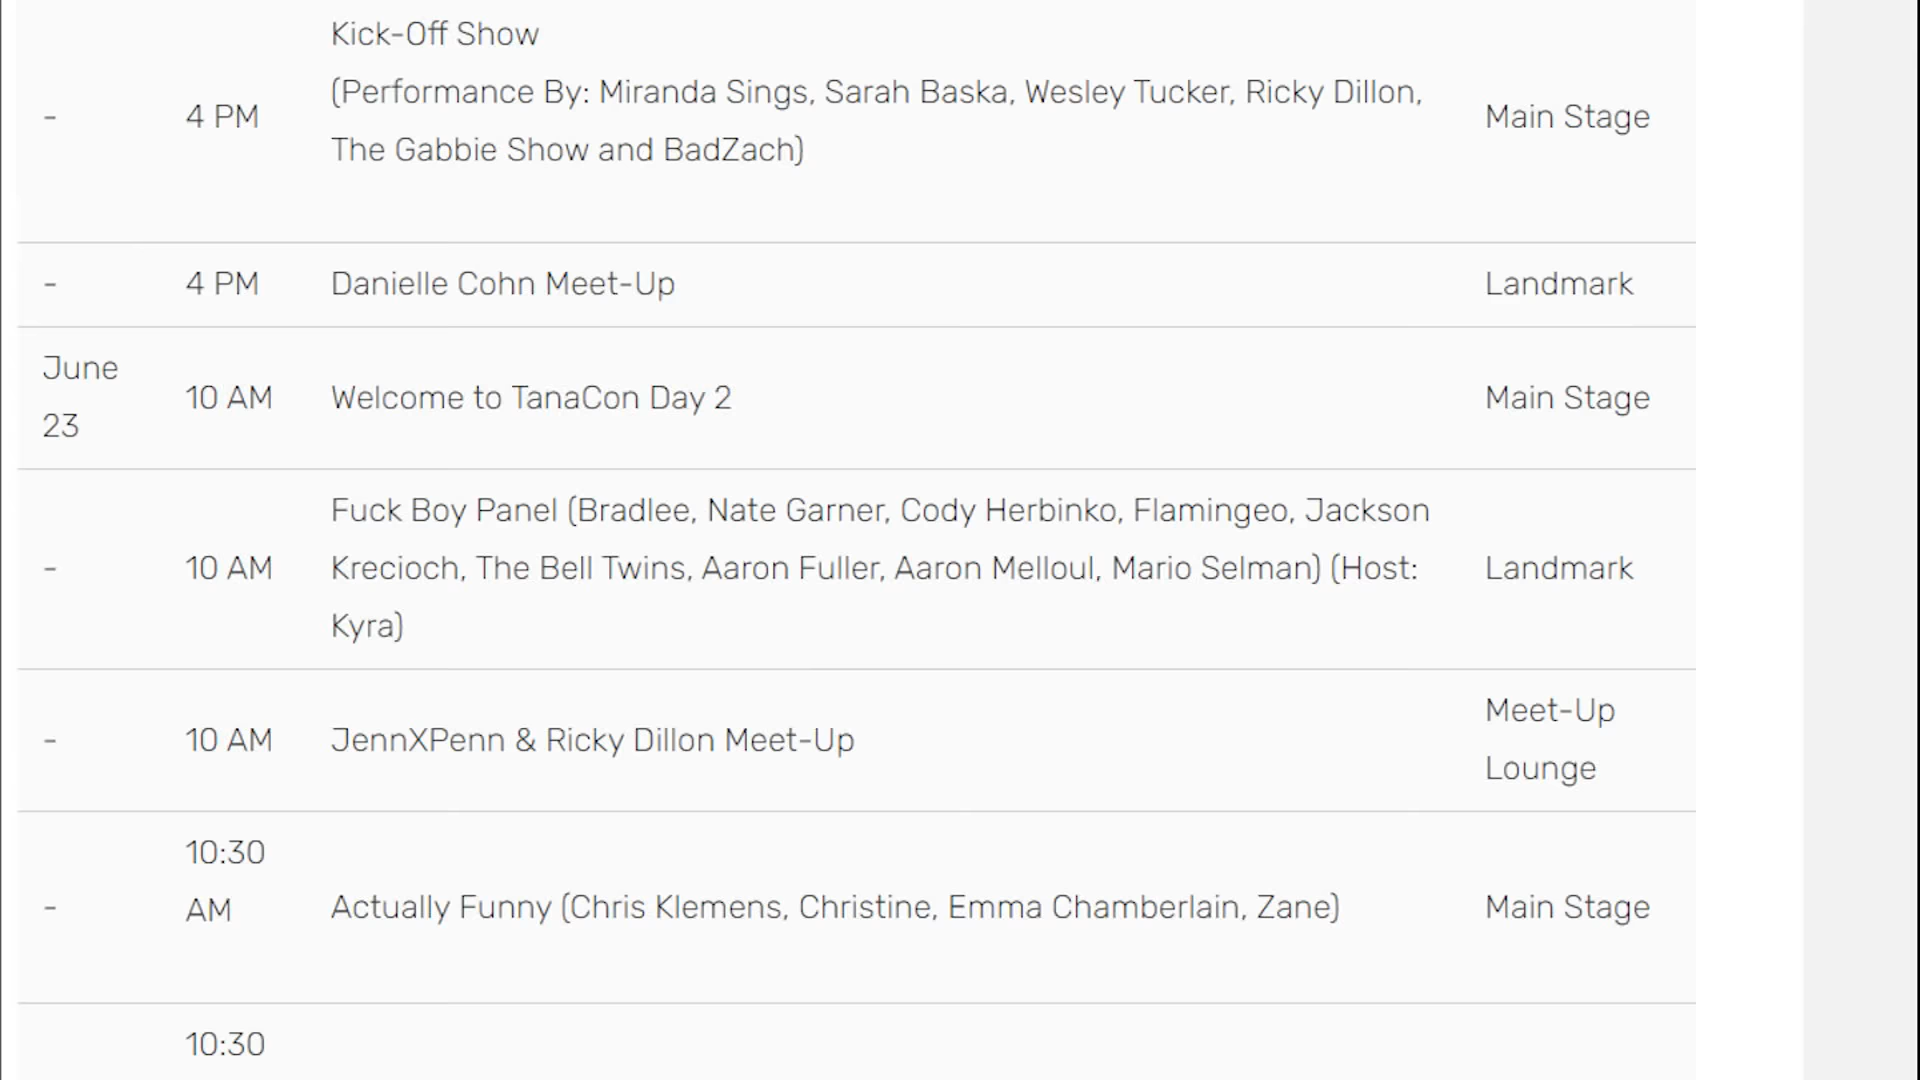 Kick-Off Show
(Performance By: Miranda Sings, Sarah Baska, Wesley Tucker, Ricky Dillon,
- 4 PM Main Stage
The Gabbie Show and BadZach)
- 4 PM Danielle Cohn Meet-Up Landmark
June
10 AM Welcome to TanaCon Day 2 Main Stage
23
Fuck Boy Panel (Bradlee, Nate Garner, Cody Herbinko, Flamingeo, Jackson
- 10 AM Krecioch, The Bell Twins, Aaron Fuller, Aaron Melloul, Mario Selman) (Host: Landmark
Kyra)
Meet-Up
- 10 AM JennXPenn & Ricky Dillon Meet-Up
Lounge
10:30
- AM Actually Funny (Chris Klemens, Christine, Emma Chamberlain, Zane) Main Stage
10:30